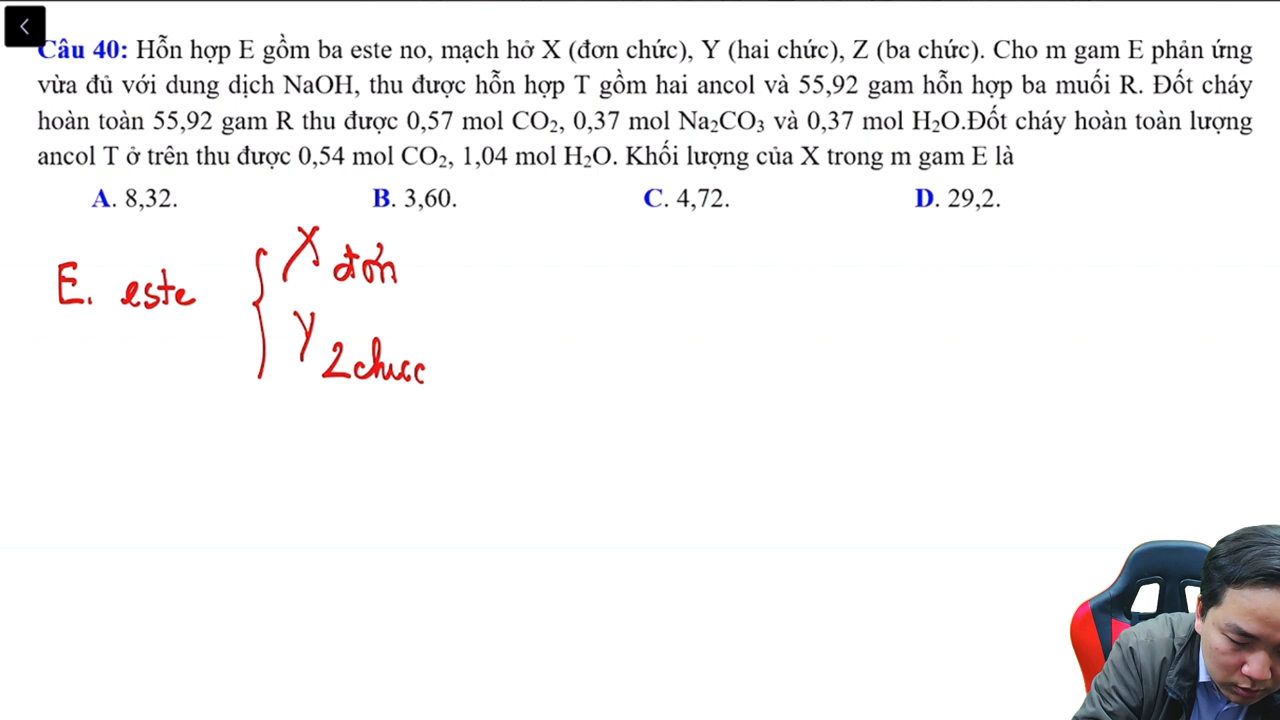 Câu 40: Hỗn hợp E gồm ba este no, mạch hở X (đơn chức), Y (hai chức), Z (ba chức). Cho m gam E phản ứng
vừa đủ với dung dịch NaOH, thu được hỗn hợp T gồm hai ancol và 55,92 gam hỗn hợp ba muối R. Đốt cháy
hoàn toàn 55,92 gam R thu được 0,57 mol CO₂, 0,37 mol Na₂CO₃ và 0,37 mol H₂O.Đốt cháy hoàn toàn lượng
ancol T ở trên thu được 0,54 mol CO₂, 1,04 mol H₂O. Khối lượng của X trong m gam E là
A. 8,32. B. 3,60. C. 4,72. D. 29,2.
X đơn
E. este
Y 2 chức